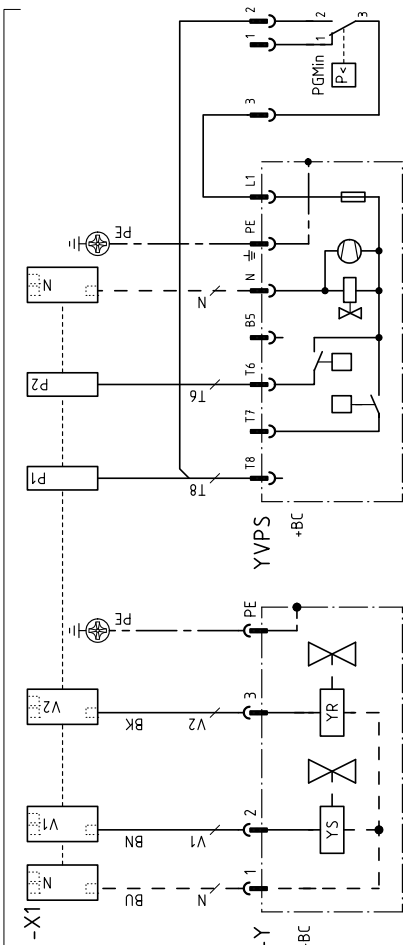 2
1
2
1
3
PGMin
P<
3
PE
L1
PE
N
N
N
B5
P2
T6
T6
T7
P1
T8
T8
YVPS
+BC
PE
PE
V2
BK
V2
3
YR
V1
BN
V1
2
YS
-X1
N
BU
N
1
-Y